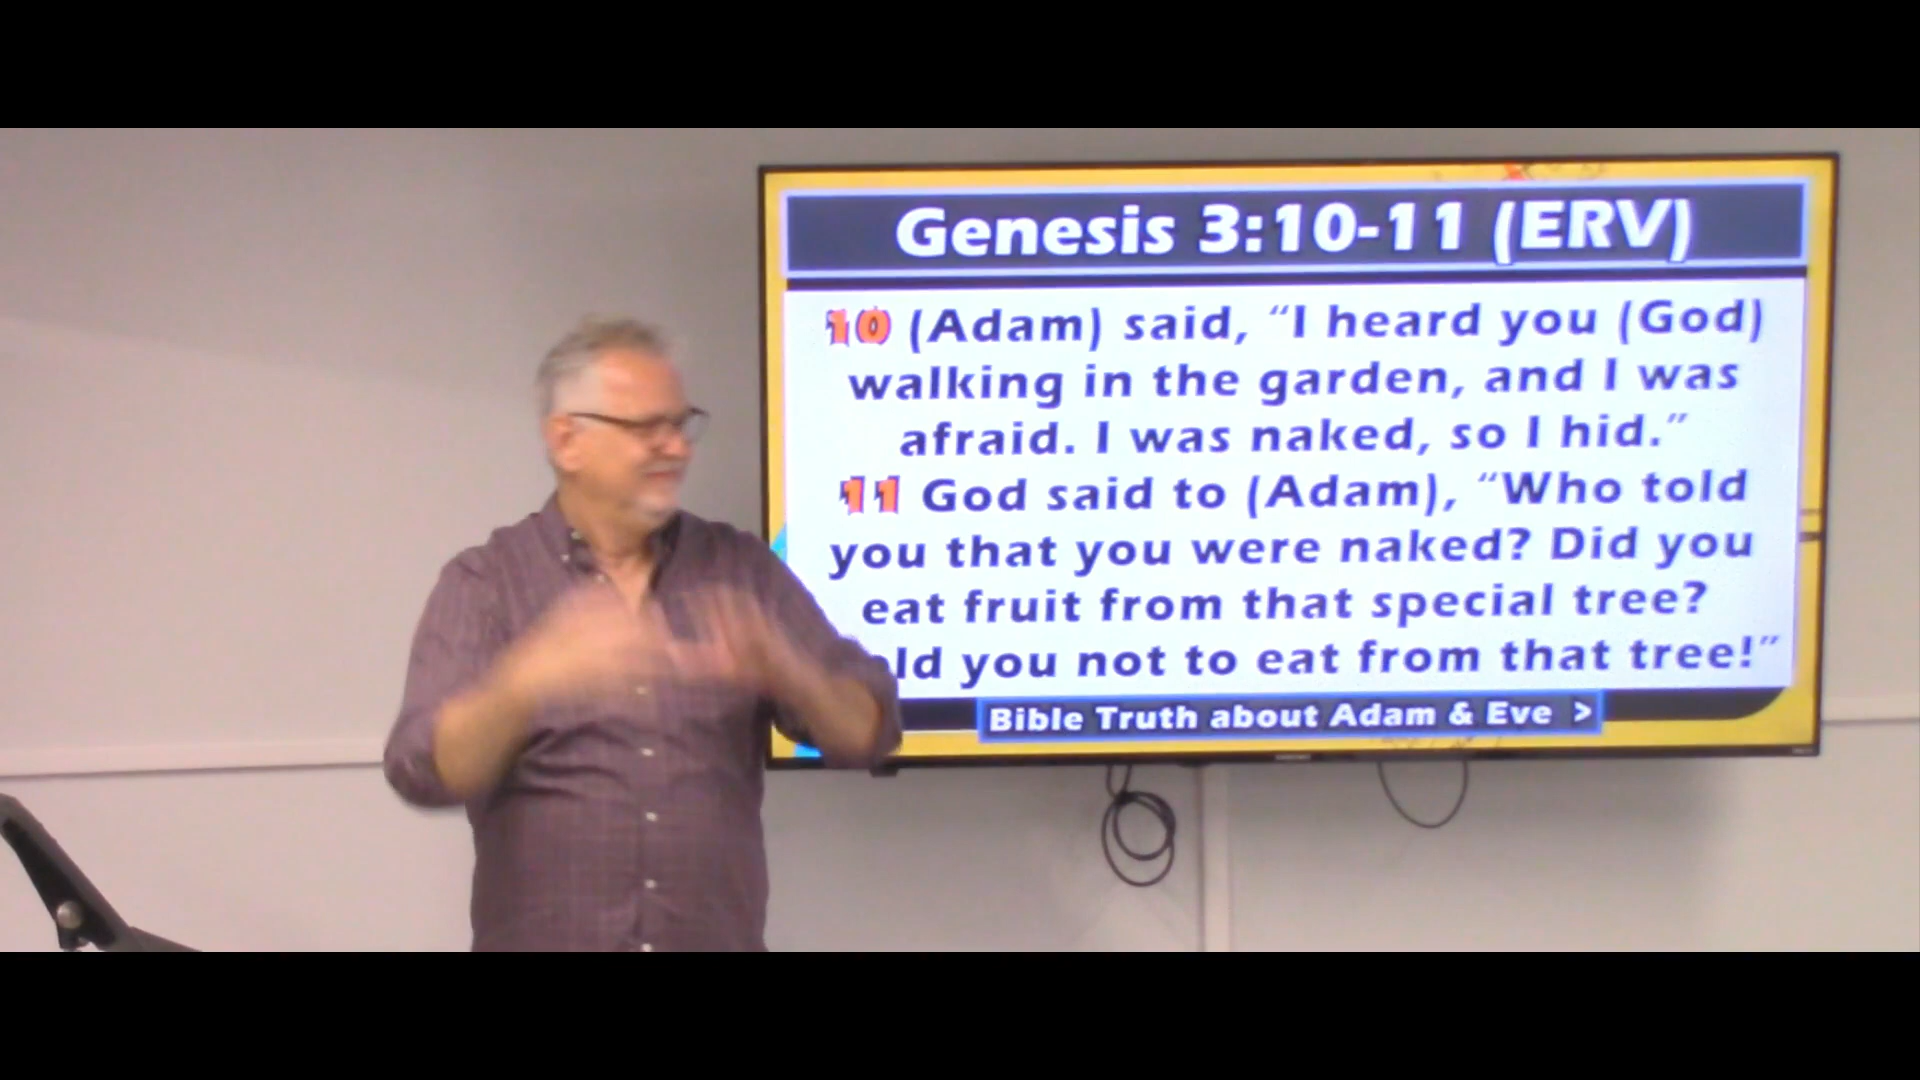 Genesis 3:10-11 (ERV)
10 (Adam) said, “I heard you (God)
walking in the garden, and I was
afraid. I was naked, so I hid.”
11 God said to (Adam), “Who told
you that you were naked? Did you
eat fruit from that special tree?
you not to eat from that tree!”
Bible Truth about Adam & Eve >